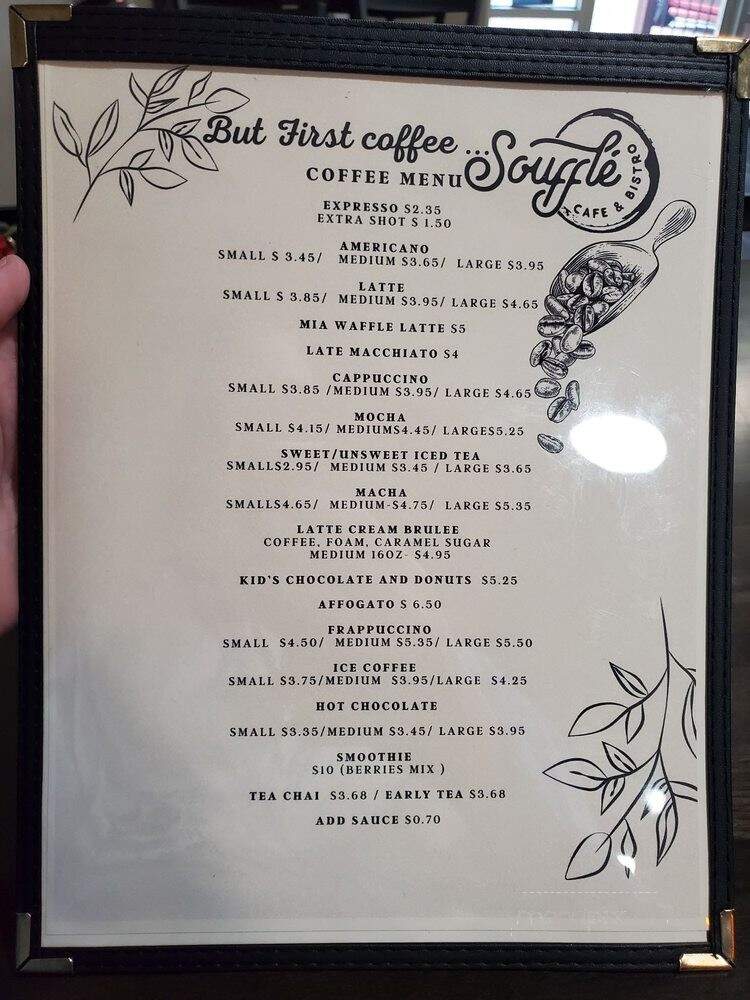 But First coffee ...
Soufflé
CAFE & BISTRO
COFFEE MENU
EXPRESSO $2.35
EXTRA SHOT $ 1.50
AMERICANO
SMALL $ 3.45/ MEDIUM $3.65/ LARGE $3.95
LATTE
SMALL $ 3.85/ MEDIUM $3.95/ LARGE $4.65
MIA WAFFLE LATTE $5
LATE MACCHIATO $4
CAPPUCCINO
SMALL $3.85 /MEDIUM $3.95/ LARGE $4.65
MOCHA
SMALL $4.15/ MEDIUM$4.45/ LARGE$5.25
SWEET/UNSWEET ICED TEA
SMALL$2.95/ MEDIUM $3.45 / LARGE $3.65
MACHA
SMALL$4.65/ MEDIUM-$4.75/ LARGE $5.35
LATTE CREAM BRULEE
COFFEE, FOAM, CARAMEL SUGAR
MEDIUM 16OZ- $4.95
KID'S CHOCOLATE AND DONUTS $5.25
AFFOGATO $ 6.50
FRAPPUCCINO
SMALL $4.50/ MEDIUM $5.35/ LARGE $5.50
ICE COFFEE
SMALL $3.75/MEDIUM $3.95/LARGE $4.25
HOT CHOCOLATE
SMALL $3.35/MEDIUM $3.45/ LARGE $3.95
SMOOTHIE
$10 (BERRIES MIX )
TEA CHAI $3.68 / EARLY TEA $3.68
ADD SAUCE $0.70